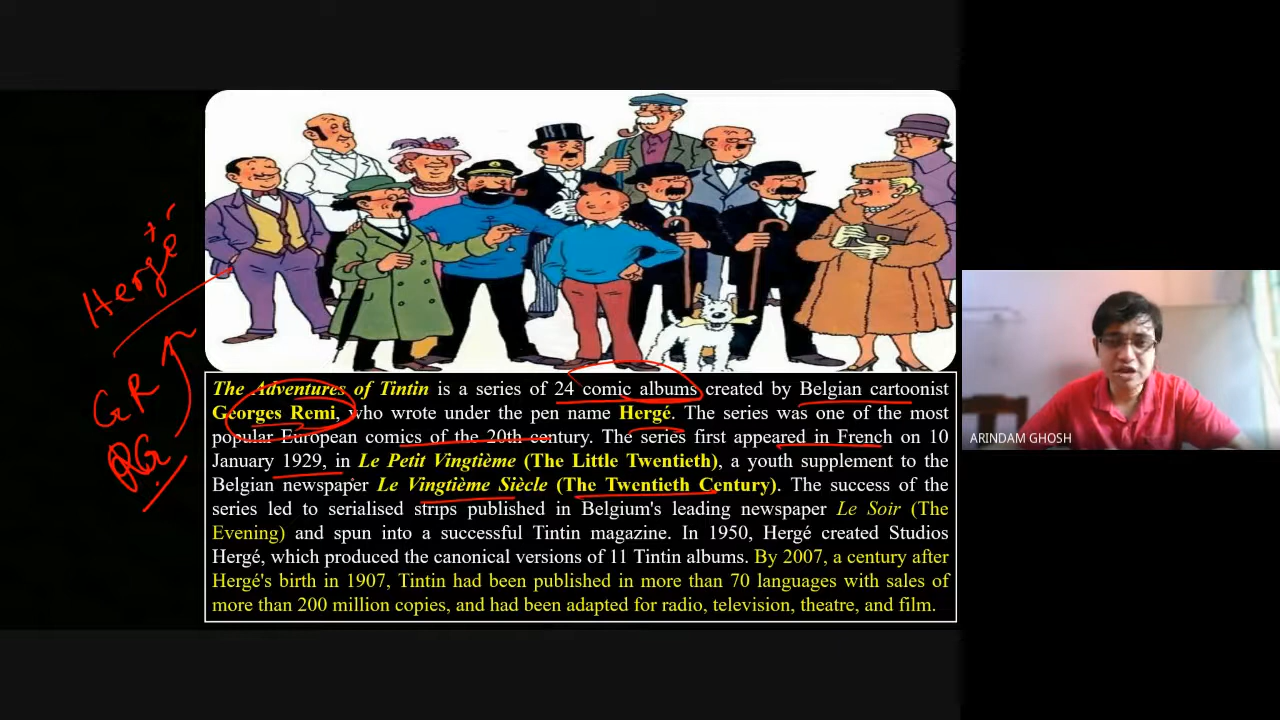 Hergé
GR
RG
The Adventures of Tintin is a series of 24 comic albums created by Belgian cartoonist
Georges Remi, who wrote under the pen name Hergé. The series was one of the most
popular European comics of the 20th century. The series first appeared in French on 10
January 1929, in Le Petit Vingtième (The Little Twentieth), a youth supplement to the
Belgian newspaper Le Vingtième Siècle (The Twentieth Century). The success of the
series led to serialised strips published in Belgium's leading newspaper Le Soir (The
Evening) and spun into a successful Tintin magazine. In 1950, Hergé created Studios
Hergé, which produced the canonical versions of 11 Tintin albums. By 2007, a century after
Hergé's birth in 1907, Tintin had been published in more than 70 languages with sales of
more than 200 million copies, and had been adapted for radio, television, theatre, and film.
ARINDAM GHOSH